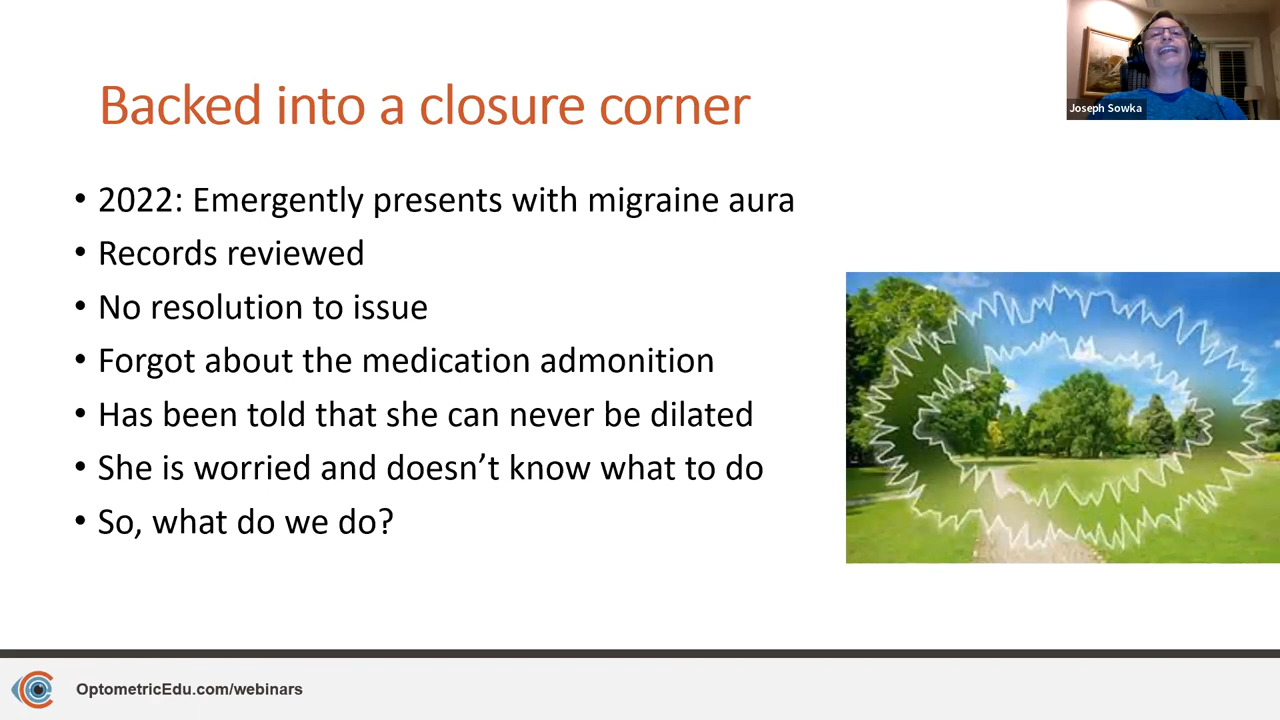 Joseph Sowka
Backed into a closure corner
• 2022: Emergently presents with migraine aura
• Records reviewed
• No resolution to issue
• Forgot about the medication admonition
• Has been told that she can never be dilated
• She is worried and doesn’t know what to do
• So, what do we do?
OptometricEdu.com/webinars